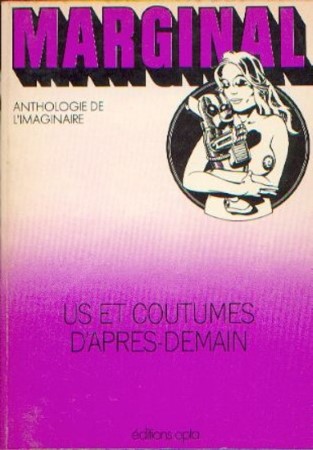 MARGINAL
ANTHOLOGIE DE
L'IMAGINAIRE
US ET COUTUMES
D'APRES-DEMAIN
éditions opta